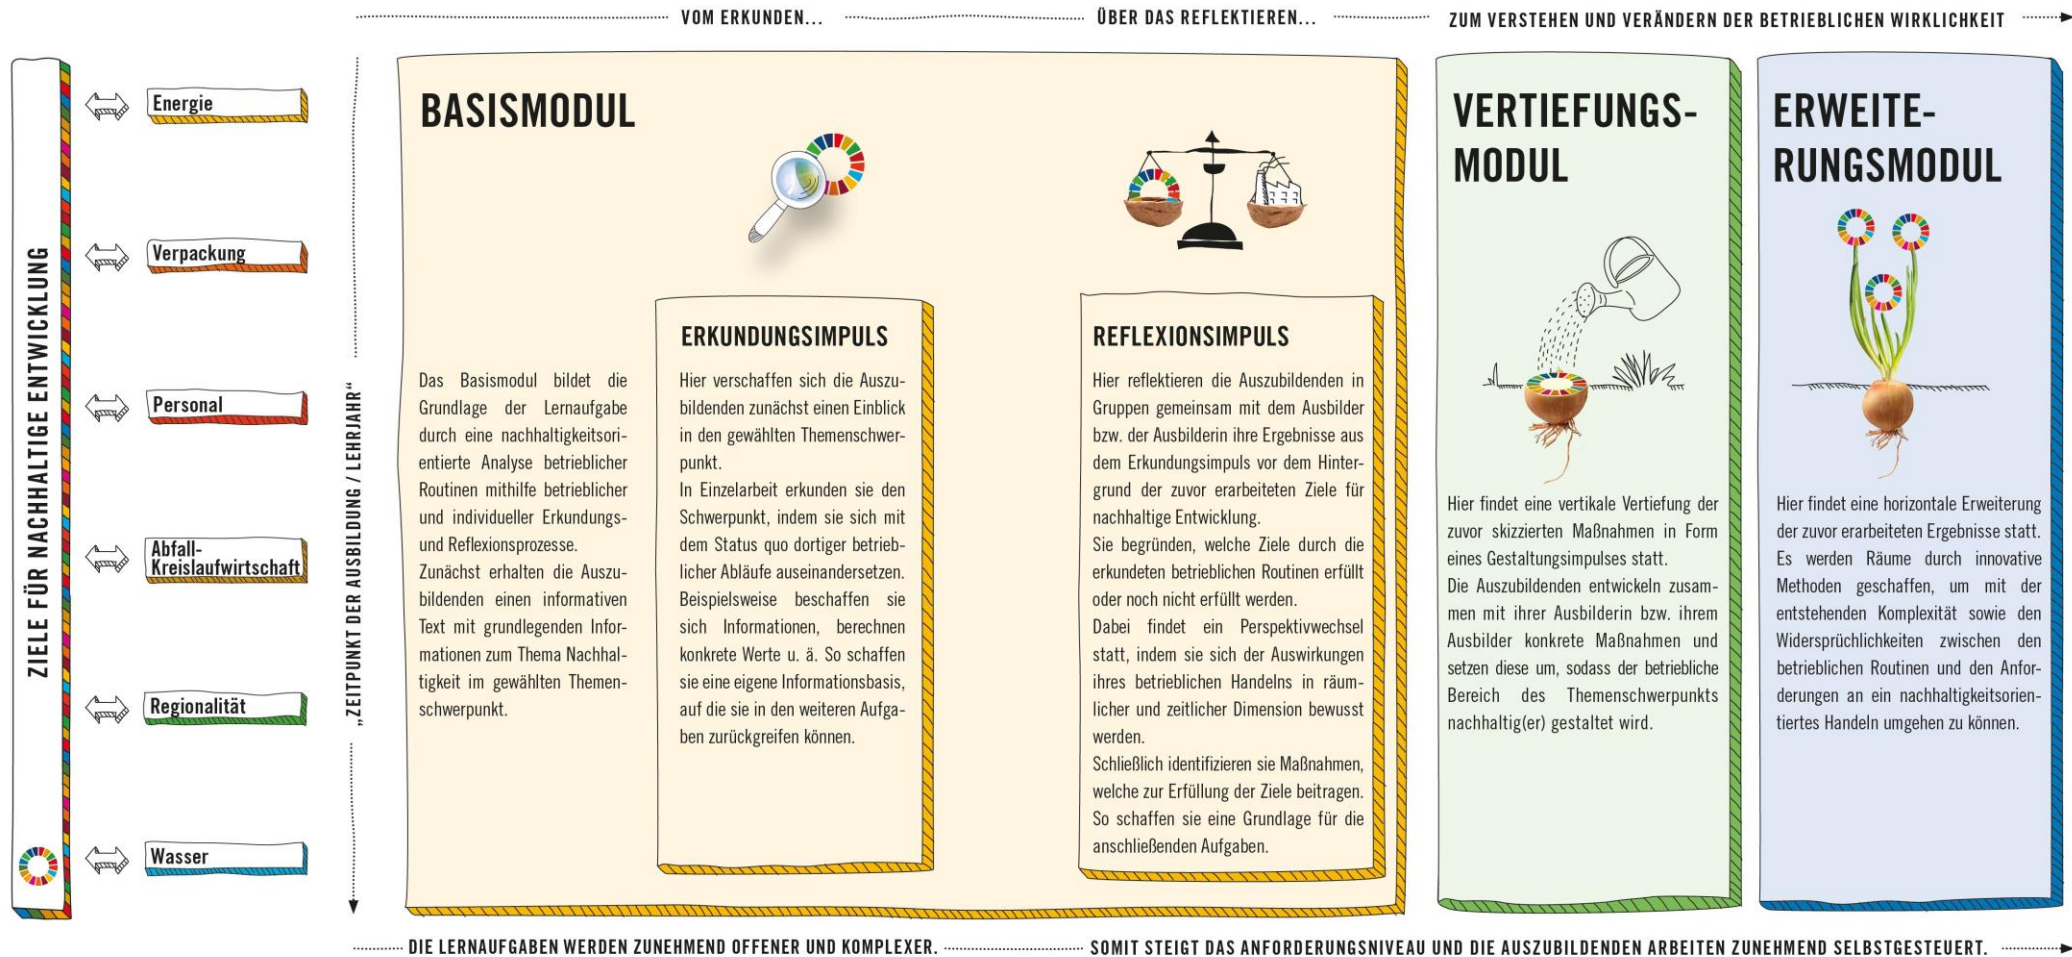 VOM ERKUNDEN...
ÜBER DAS REFLEKTIEREN...
ZUM VERSTEHEN UND VERÄNDERN DER BETRIEBLICHEN WIRKLICHKEIT
ZIELE FÜR NACHHALTIGE ENTWICKLUNG
Energie
Verpackung
Personal
Abfall-
Kreislaufwirtschaft
Regionalität
Wasser
„ZEITPUNKT DER AUSBILDUNG / LEHRJAHR“
BASISMODUL
Das Basismodul bildet die
Grundlage der Lernaufgabe
durch eine nachhaltigkeitsori-
entierte Analyse betrieblicher
Routinen mithilfe betrieblicher
und individueller Erkundungs-
und Reflexionsprozesse.
Zunächst erhalten die Auszu-
bildenden einen informativen
Text mit grundlegenden Infor-
mationen zum Thema Nachhal-
tigkeit im gewählten Themen-
schwerpunkt.
ERKUNDUNGSIMPULS
Hier verschaffen sich die Auszu-
bildenden zunächst einen Einblick
in den gewählten Themenschwer-
punkt.
In Einzelarbeit erkunden sie den
Schwerpunkt, indem sie sich mit
dem Status quo dortiger betrieb-
licher Abläufe auseinandersetzen.
Beispielsweise beschaffen sie
sich Informationen, berechnen
konkrete Werte u. ä. So schaffen
sie eine eigene Informationsbasis,
auf die sie in den weiteren Aufga-
ben zurückgreifen können.
REFLEXIONSIMPULS
Hier reflektieren die Auszubildenden in
Gruppen gemeinsam mit dem Ausbilder
bzw. der Ausbilderin ihre Ergebnisse aus
dem Erkundungsimpuls vor dem Hinter-
grund der zuvor erarbeiteten Ziele für
nachhaltige Entwicklung.
Sie begründen, welche Ziele durch die
erkundeten betrieblichen Routinen erfüllt
oder noch nicht erfüllt werden.
Dabei findet ein Perspektivwechsel
statt, indem sie sich der Auswirkungen
ihres betrieblichen Handelns in räum-
licher und zeitlicher Dimension bewusst
werden.
Schließlich identifizieren sie Maßnahmen,
welche zur Erfüllung der Ziele beitragen.
So schaffen sie eine Grundlage für die
anschließenden Aufgaben.
VERTIEFUNGS-
MODUL
Hier findet eine vertikale Vertiefung der
zuvor skizzierten Maßnahmen in Form
eines Gestaltungsimpulses statt.
Die Auszubildenden entwickeln zusam-
men mit ihrer Ausbilderin bzw. ihrem
Ausbilder konkrete Maßnahmen und
setzen diese um, sodass der betriebliche
Bereich des Themenschwerpunkts
nachhaltig(er) gestaltet wird.
ERWEITE-
RUNGSMODUL
Hier findet eine horizontale Erweiterung
der zuvor erarbeiteten Ergebnisse statt.
Es werden Räume durch innovative
Methoden geschaffen, um mit der
entstehenden Komplexität sowie den
Widersprüchlichkeiten zwischen den
betrieblichen Routinen und den Anfor-
derungen an ein nachhaltigkeitsorien-
tiertes Handeln umgehen zu können.
DIE LERNAUFGABEN WERDEN ZUNEHMEND OFFENER UND KOMPLEXER.
SOMIT STEIGT DAS ANFORDERUNGSNIVEAU UND DIE AUSZUBILDENDEN ARBEITEN ZUNEHMEND SELBSTGESTEUERT.